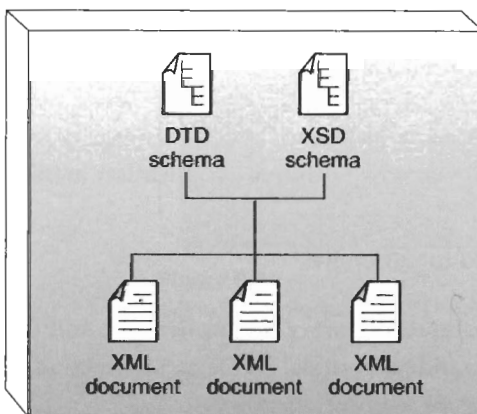 DTD
schema
XSD
schema
XML
document
XML
document
XML
document